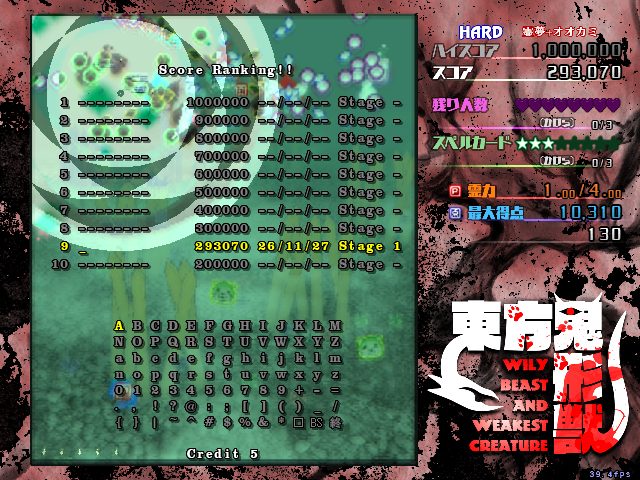 Score Ranking!!
1 -------- 1000000 --/--/-- Stage -
2 -------- 900000 --/--/-- Stage -
3 -------- 800000 --/--/-- Stage -
4 -------- 700000 --/--/-- Stage -
5 -------- 600000 --/--/-- Stage -
6 -------- 500000 --/--/-- Stage -
7 -------- 400000 --/--/-- Stage -
8 -------- 300000 --/--/-- Stage -
9 _ 293070 26/11/27 Stage 1
10 -------- 200000 --/--/-- Stage -
A B C D E F G H I J K L M
N O P Q R S T U V W X Y Z
a b c d e f g h i j k l m
n o p q r s t u v w x y z
0 1 2 3 4 5 6 7 8 9 + - =
. , ! ? @ : ; [ ] ( ) _ /
{ } | ~ ^ # $ % & * □ BS 終
Credit 5
HARD 霊夢+オオカミ
ハイスコア 1,000,000
スコア 293,070
残り人数
(かけら) 0/3
スペルカード ★★★
(かけら) 0/3
P 霊力 1.00/4.00
最大得点 10,310
130
東方鬼形獣
WILY
BEAST
AND
WEAKEST
CREATURE
39.4fps